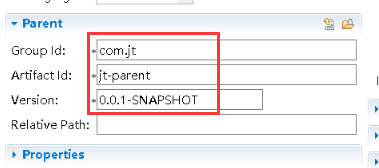 Parent
Group Id: * com.jt
Artifact Id: * jt-parent
Version: * 0.0.1-SNAPSHOT
Relative Path:
Properties